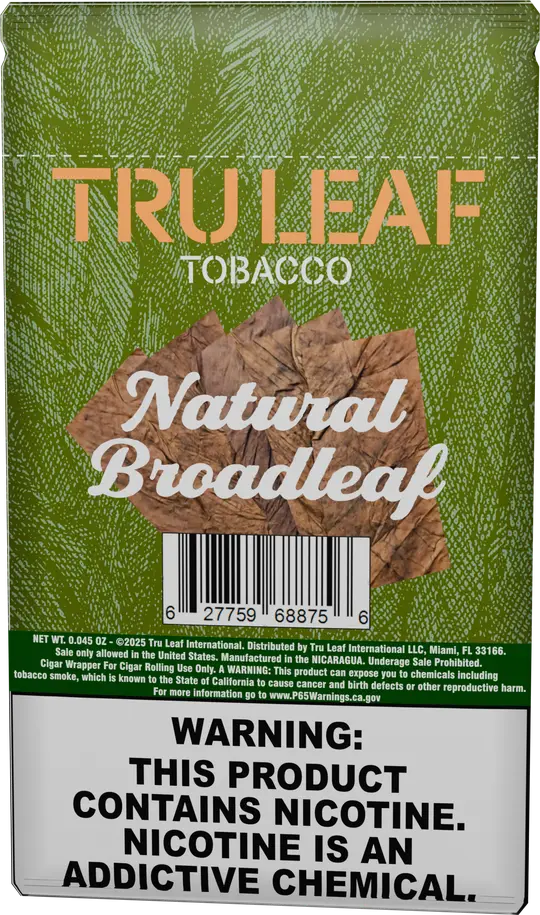 TRU LEAF
TOBACCO
Natural
Broadleaf
6 27759 68875 6
NET WT. 0.045 OZ - ©2025 Tru Leaf International. Distributed by Tru Leaf International LLC, Miami, FL 33166.
Sale only allowed in the United States. Manufactured in the NICARAGUA. Underage Sale Prohibited.
Cigar Wrapper For Cigar Rolling Use Only. A WARNING: This product can expose you to chemicals including
tobacco smoke, which is known to the State of California to cause cancer and birth defects or other reproductive harm.
For more information go to www.P65Warnings.ca.gov
WARNING:
THIS PRODUCT
CONTAINS NICOTINE.
NICOTINE IS AN
ADDICTIVE CHEMICAL.